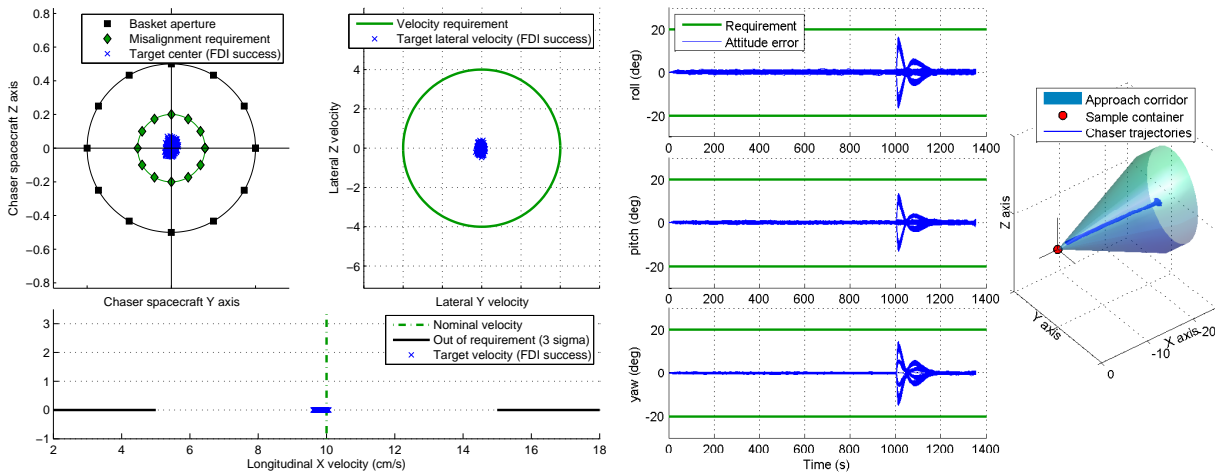 Basket aperture
Misalignment requirement
Target center (FDI success)
0.8
0.6
0.4
0.2
0
−0.2
−0.4
−0.6
−0.8
Chaser spacecraft Z axis
Chaser spacecraft Y axis
Velocity requirement
Target lateral velocity (FDI success)
6
4
2
0
−2
−4
−6
Lateral Z velocity
Lateral Y velocity
Nominal velocity
Out of requirement (3 sigma)
Target velocity (FDI success)
3
2
1
0
−1
2 4 6 8 10 12 14 16 18
Longitudinal X velocity (cm/s)
Requirement
Attitude error
20
0
-20
30
-30
roll (deg)
0 200 400 600 800 1000 1200 1400
20
0
-20
pitch (deg)
0 200 400 600 800 1000 1200 1400
20
0
-20
yaw (deg)
0 200 400 600 800 1000 1200 1400
Time (s)
Approach corridor
Sample container
Chaser trajectories
Z axis
Y axis
X axis
0
-10
-20